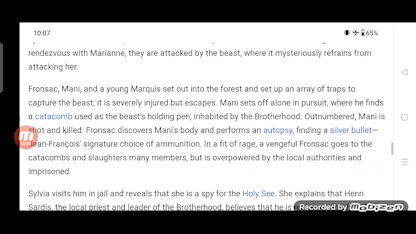 10:07
65%
rendezvous with Marianne, they are attacked by the beast, where it mysteriously refrains from
attacking her.
Fronsac, Mani, and a young Marquis set out into the forest and set up an array of traps to
capture the beast; it is severely injured but escapes. Mani sets off alone in pursuit, where he finds
a catacomb used as the beast's holding pen, inhabited by the Brotherhood. Outnumbered, Mani is
shot and killed. Fronsac discovers Mani's body and performs an autopsy, finding a silver bullet—
Jean-François' signature choice of ammunition. In a fit of rage, a vengeful Fronsac goes to the
catacombs and slaughters many members, but is overpowered by the local authorities and
imprisoned.
Sylvia visits him in jail and reveals that she is a spy for the Holy See. She explains that Henri
Sardis, the local priest and leader of the Brotherhood, believes that he is
Recorded by Mobizen